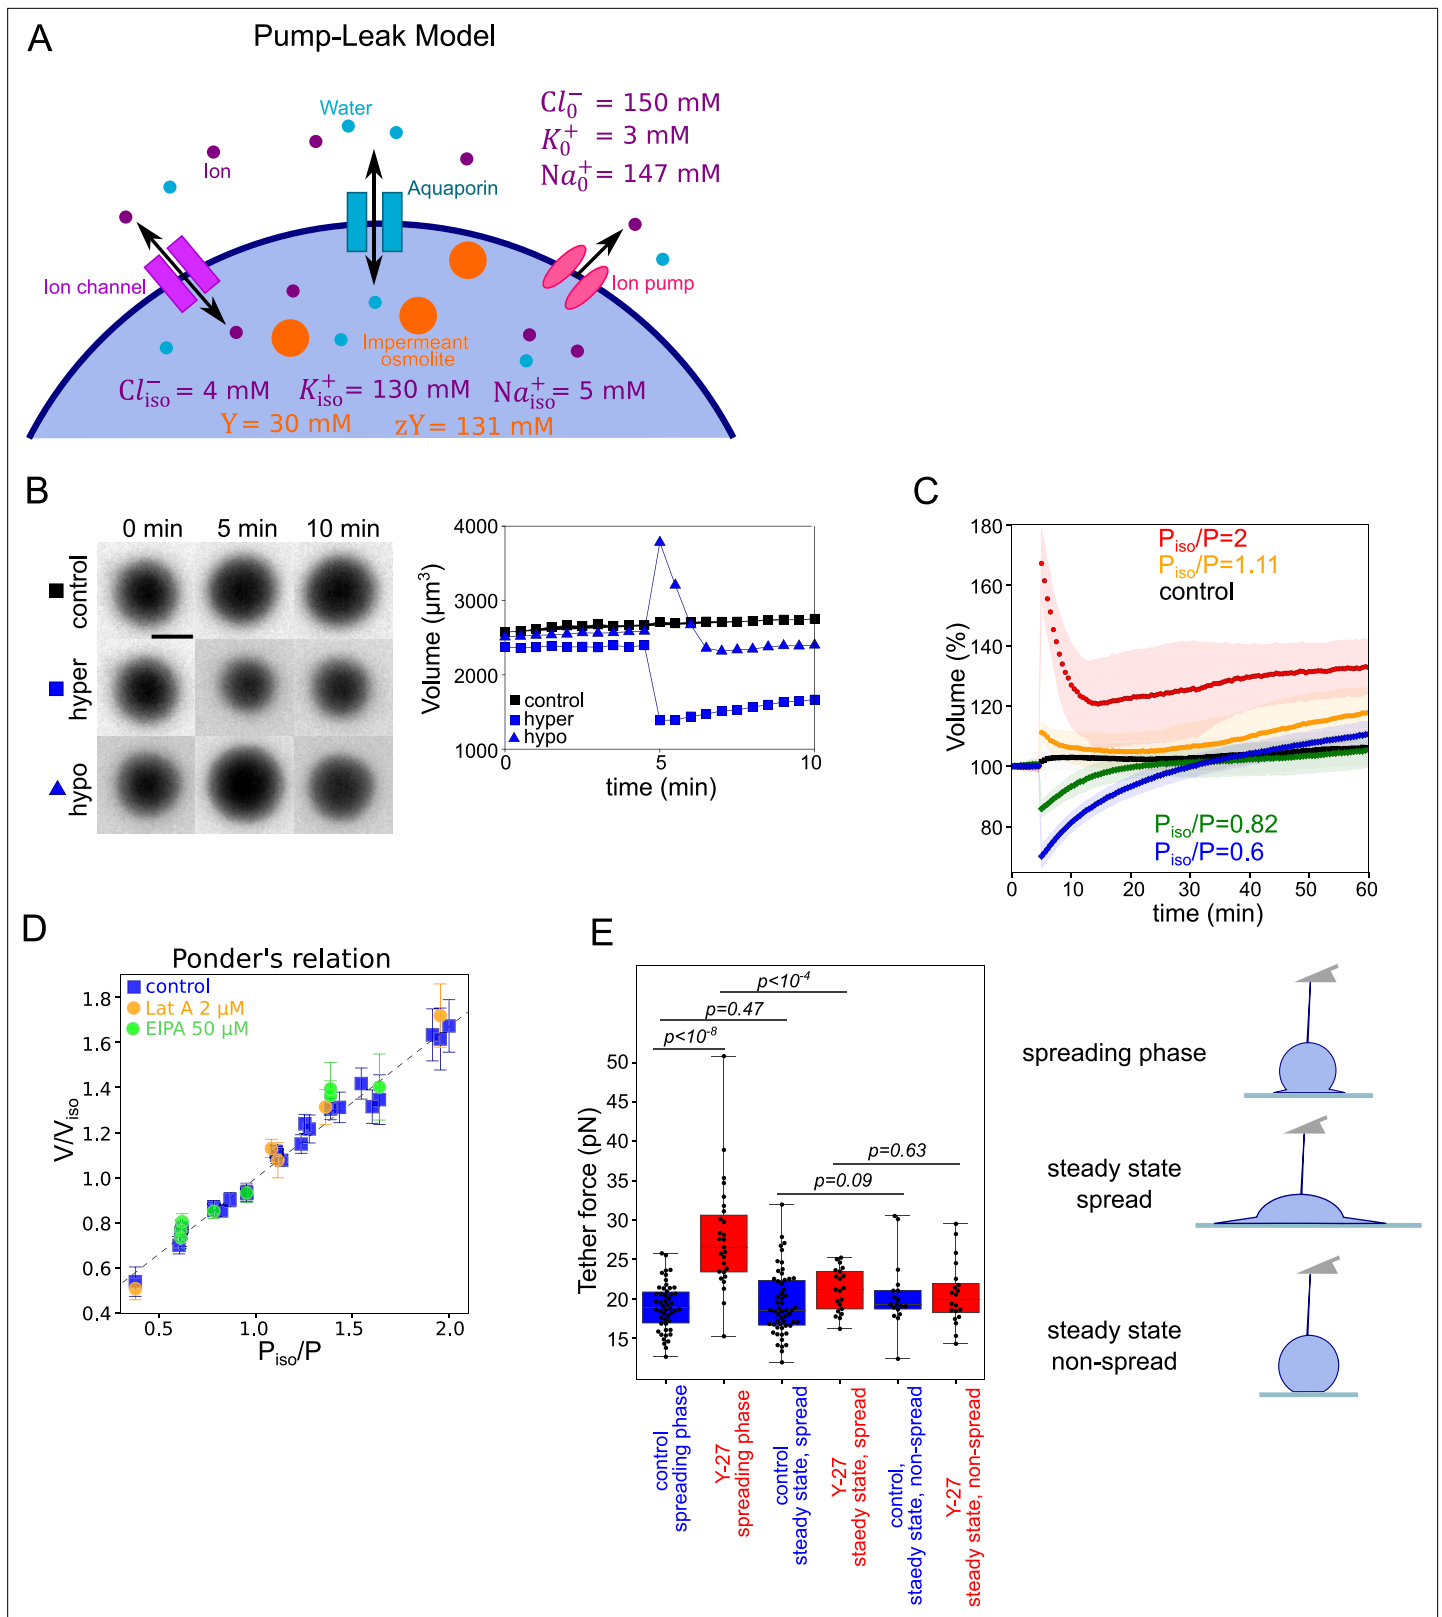 A
Pump-Leak Model
Water
Ion
Aquaporin
Cl₀⁻ = 150 mM
K₀⁺ = 3 mM
Na₀⁺ = 147 mM
Ion channel
Ion pump
Impermeant
osmolite
Cl⁻iso = 4 mM K⁺iso = 130 mM Na⁺iso = 5 mM
Y = 30 mM zY = 131 mM
B
0 min 5 min 10 min
control
hyper
hypo
4000
3000
2000
1000
Volume (µm³)
control
hyper
hypo
0 5 10
time (min)
C
180
160
140
120
100
80
Volume (%)
Piso/P=2
Piso/P=1.11
control
Piso/P=0.82
Piso/P=0.6
0 10 20 30 40 50 60
time (min)
D
Ponder's relation
control
Lat A 2 µM
EIPA 50 µM
1.8
1.6
1.4
1.2
1.0
0.8
0.6
0.4
V/Viso
0.5 1.0 1.5 2.0
Piso/P
E
p<10⁻⁴
p=0.47
p<10⁻⁸
p=0.63
p=0.09
50
45
40
35
30
25
20
15
Tether force (pN)
control
spreading phase
Y-27
spreading phase
control
steady state, spread
Y-27
staedy state, spread
control,
staedy state, non-spread
Y-27
steady state, non-spread
spreading phase
steady state
spread
steady state
non-spread